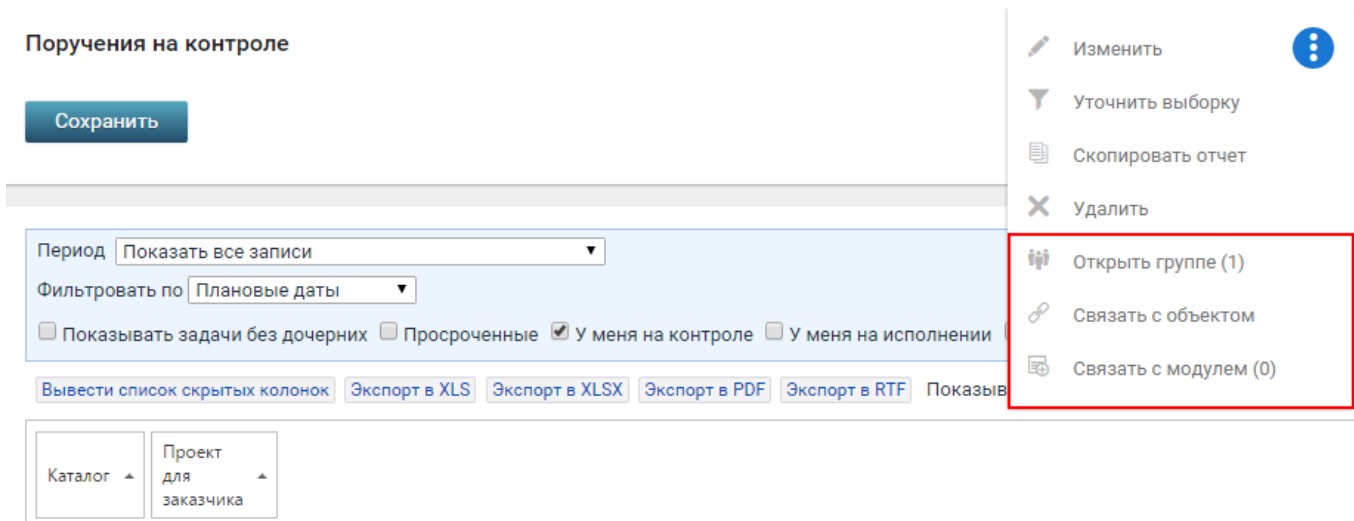 Поручения на контроле
Сохранить
Изменить
Уточнить выборку
Скопировать отчет
Удалить
Открыть группе (1)
Связать с объектом
Связать с модулем (0)
Период Показать все записи
Фильтровать по Плановые даты
Показывать задачи без дочерних Просроченные У меня на контроле У меня на исполнении
Вывести список скрытых колонок Экспорт в XLS Экспорт в XLSX Экспорт в PDF Экспорт в RTF Показыв
Каталог
Проект
для
заказчика